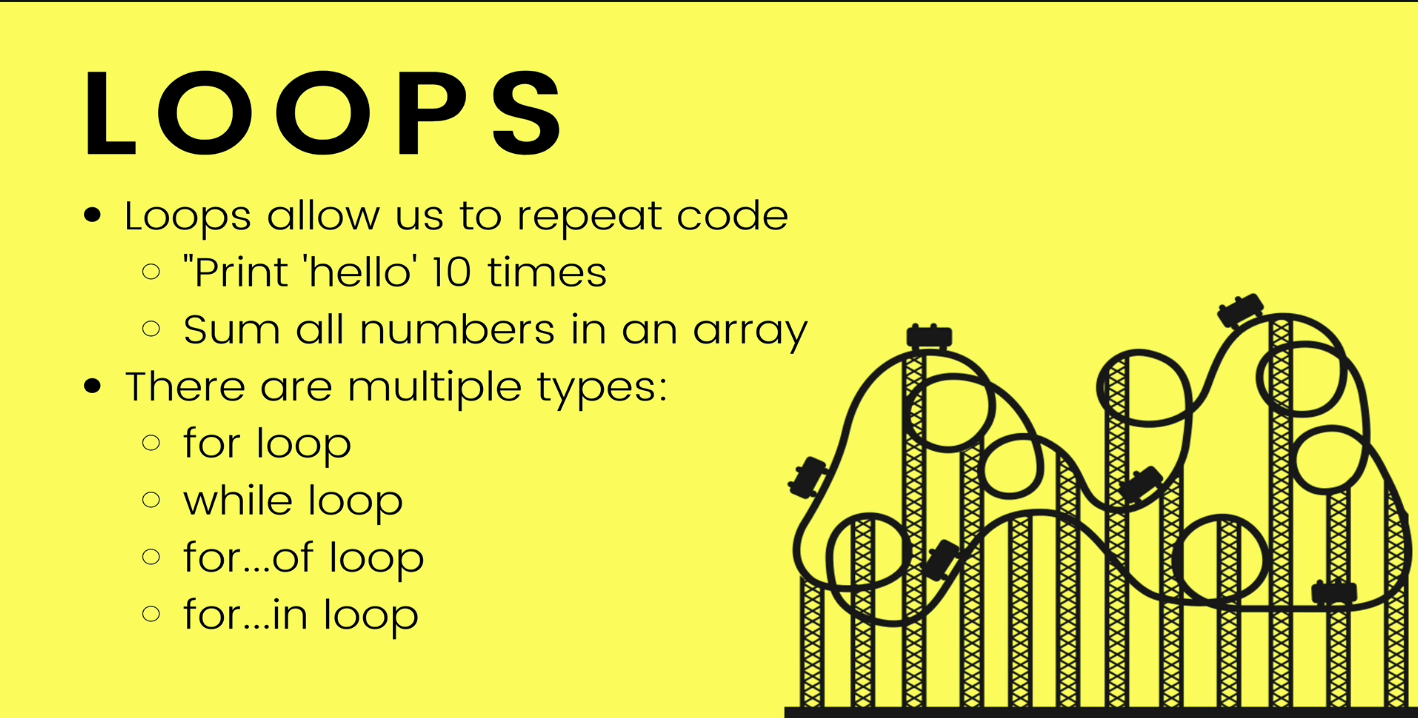 LOOPS
• Loops allow us to repeat code
○ "Print 'hello' 10 times
○ Sum all numbers in an array
• There are multiple types:
○ for loop
○ while loop
○ for...of loop
○ for...in loop